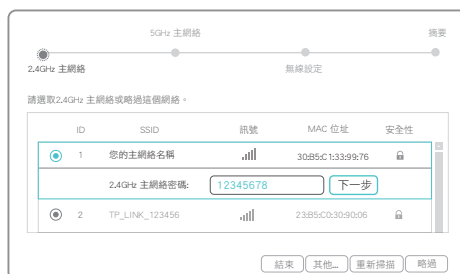 5GHz 主網絡 摘要
2.4GHz 主網絡 無線設定
請選取2.4GHz 主網絡或略過這個網絡。
ID SSID 訊號 MAC 位址 安全性
1 您的主網絡名稱 30:B5:C1:33:99:76
2.4GHz 主網絡密碼: 12345678 下一步
2 TP_LINK_123456 23:B5:C0:30:90:06
結束 其他... 重新掃描 略過